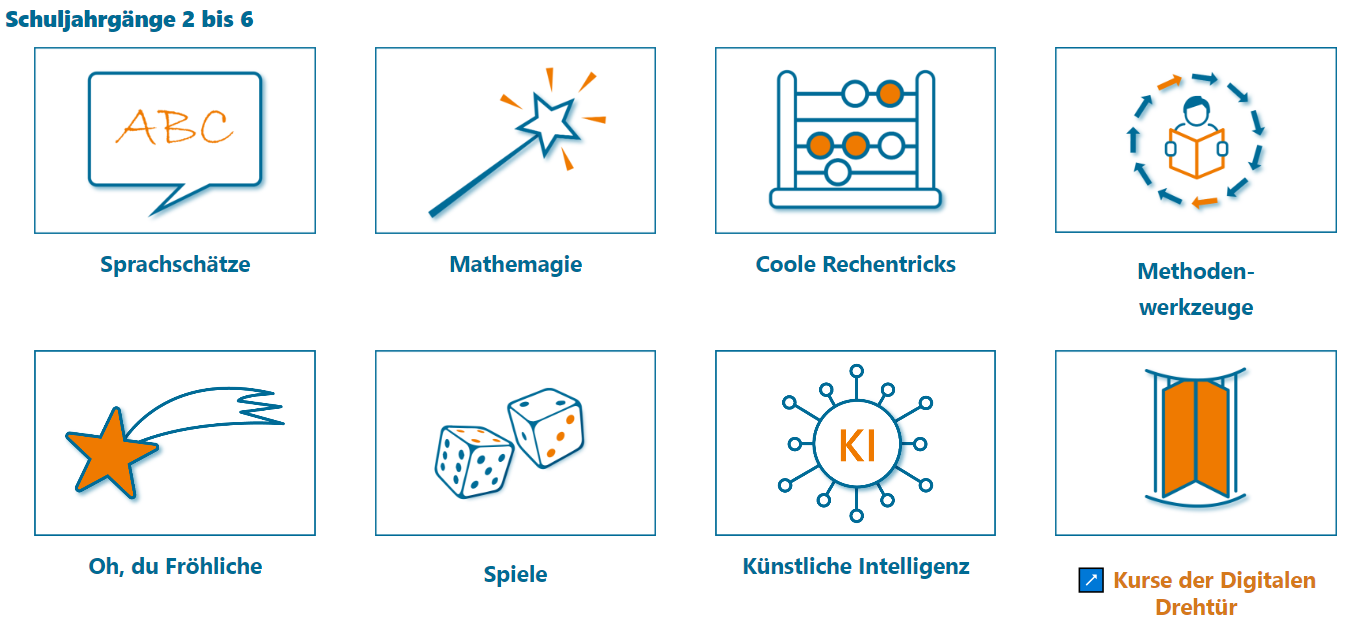 Schuljahrgänge 2 bis 6
ABC
Sprachschätze
Mathemagie
Coole Rechentricks
Methoden-
werkzeuge
KI
Oh, du Fröhliche
Spiele
Künstliche Intelligenz
Kurse der Digitalen
Drehtür